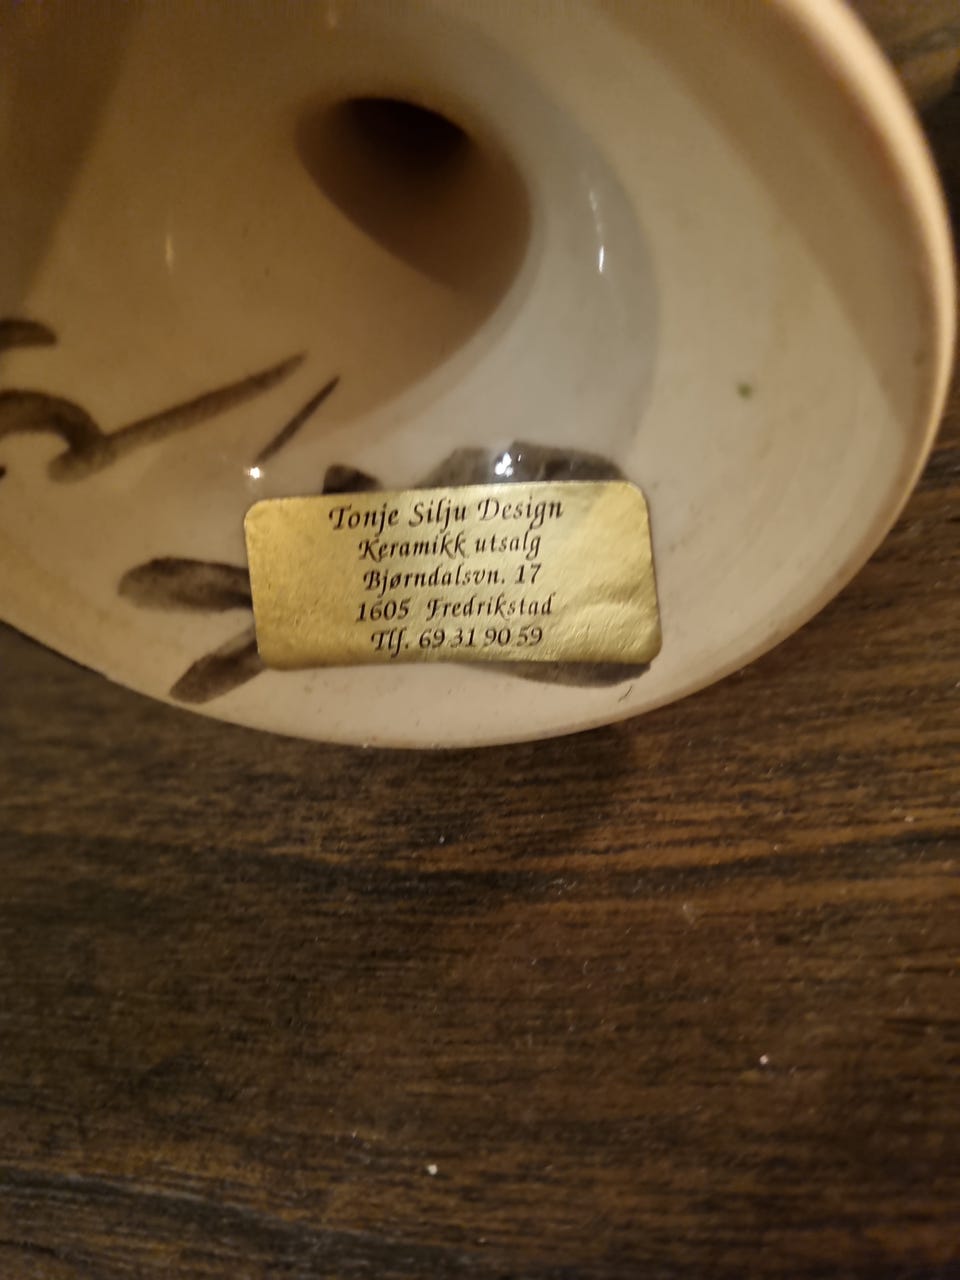 Tonje Silju Design
Keramikk utsalg
Bjørndalsvn. 17
1605 Fredrikstad
Tlf. 69 31 90 59